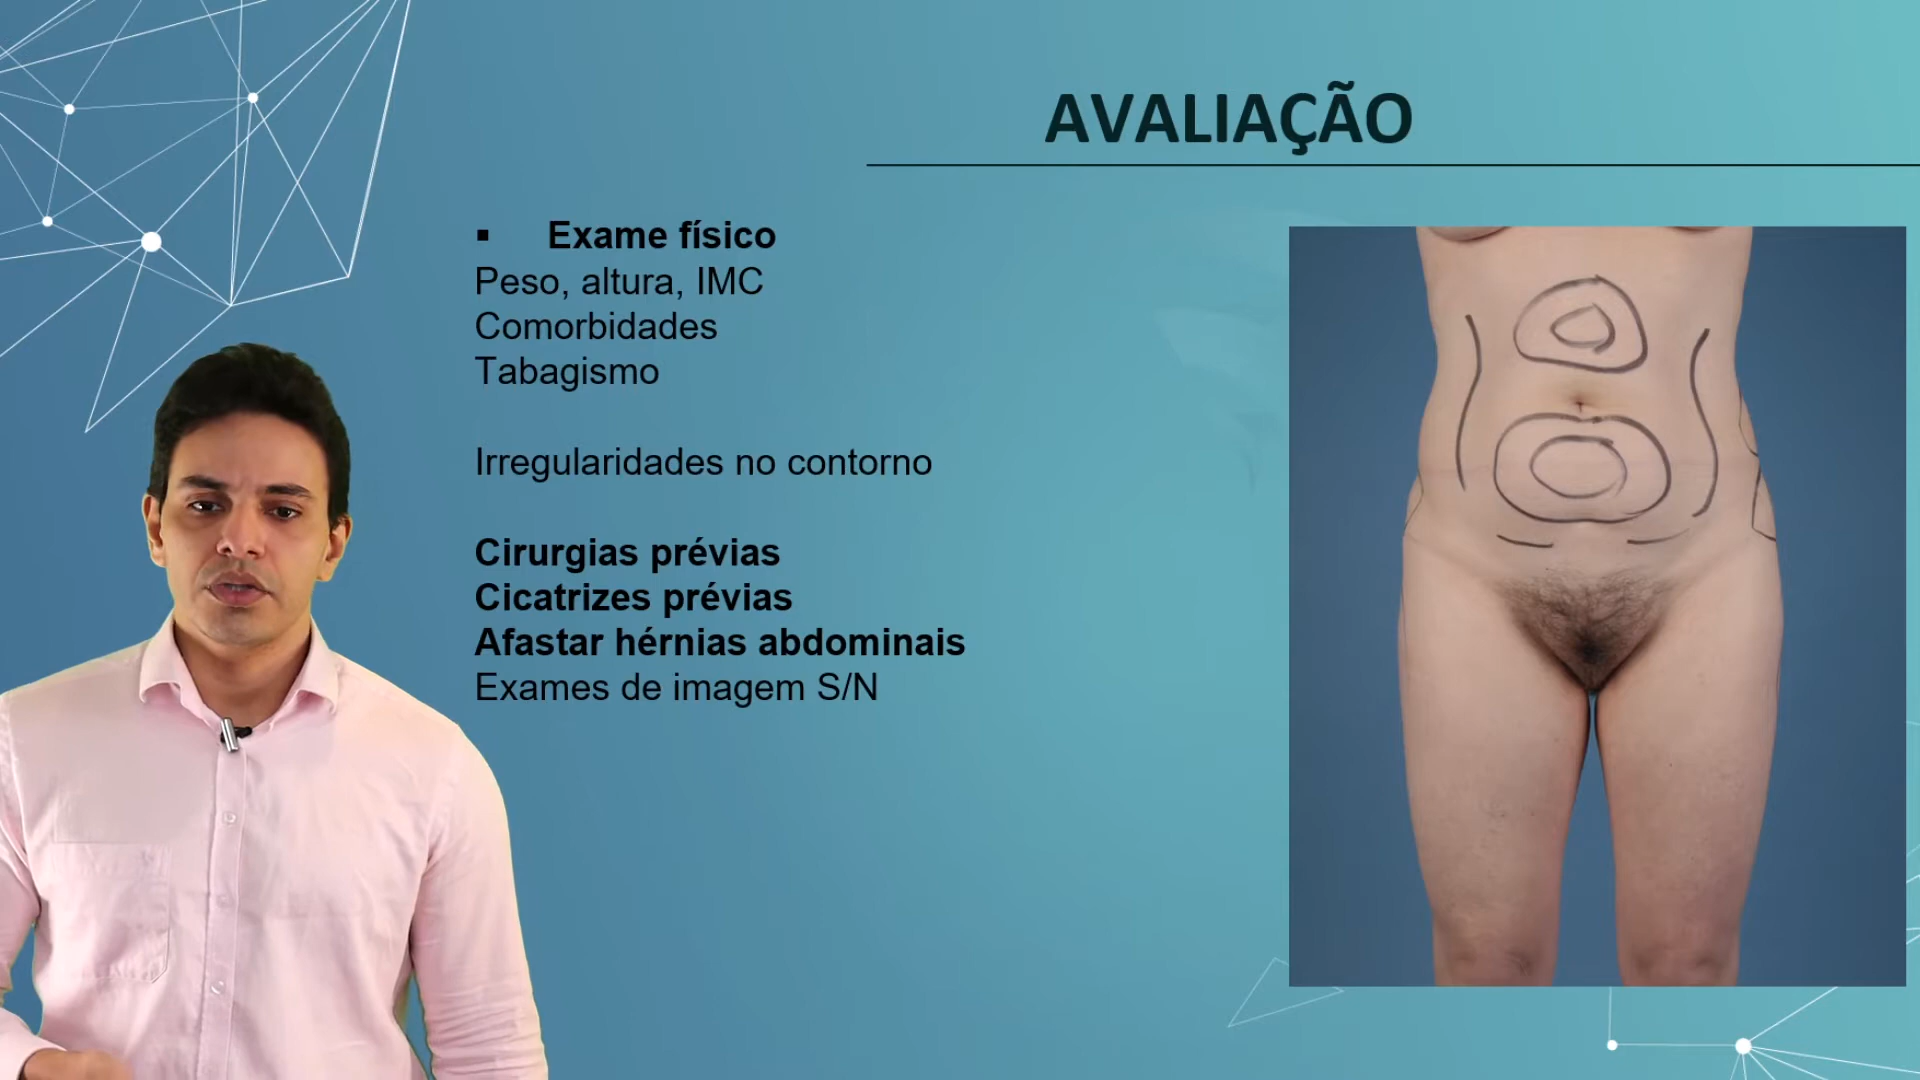 AVALIAÇÃO
▪ Exame físico
Peso, altura, IMC
Comorbidades
Tabagismo
Irregularidades no contorno
Cirurgias prévias
Cicatrizes prévias
Afastar hérnias abdominais
Exames de imagem S/N